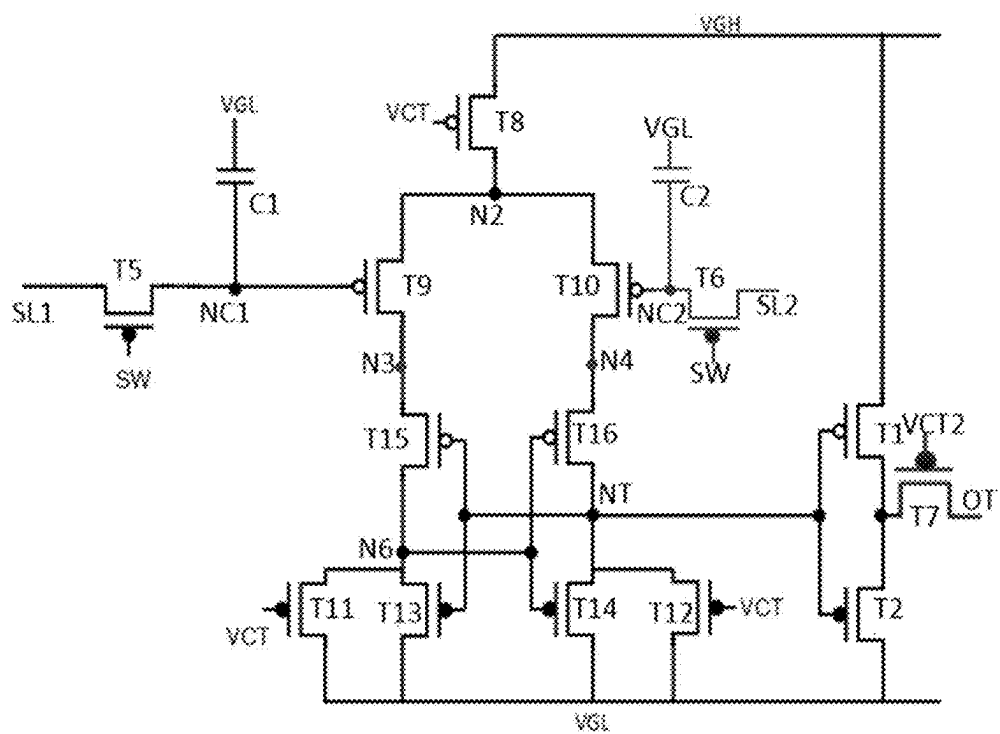 VGH
VGL
VCT
T8
VGL
C1
N2
C2
T5
T9
T10
T6
SL1
NC1
NC2
SL2
SW
N3
N4
SW
T15
T16
T1
VCT2
NT
OT
T7
N6
T11
T13
T14
T12
VCT
T2
VCT
VGL